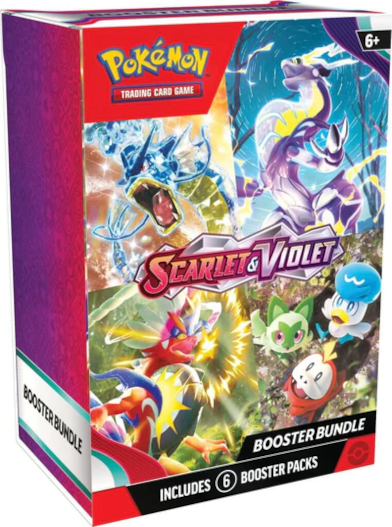 POKÉMON
TRADING CARD GAME
6+
SCARLET & VIOLET
BOOSTER BUNDLE
BOOSTER BUNDLE
INCLUDES 6 BOOSTER PACKS